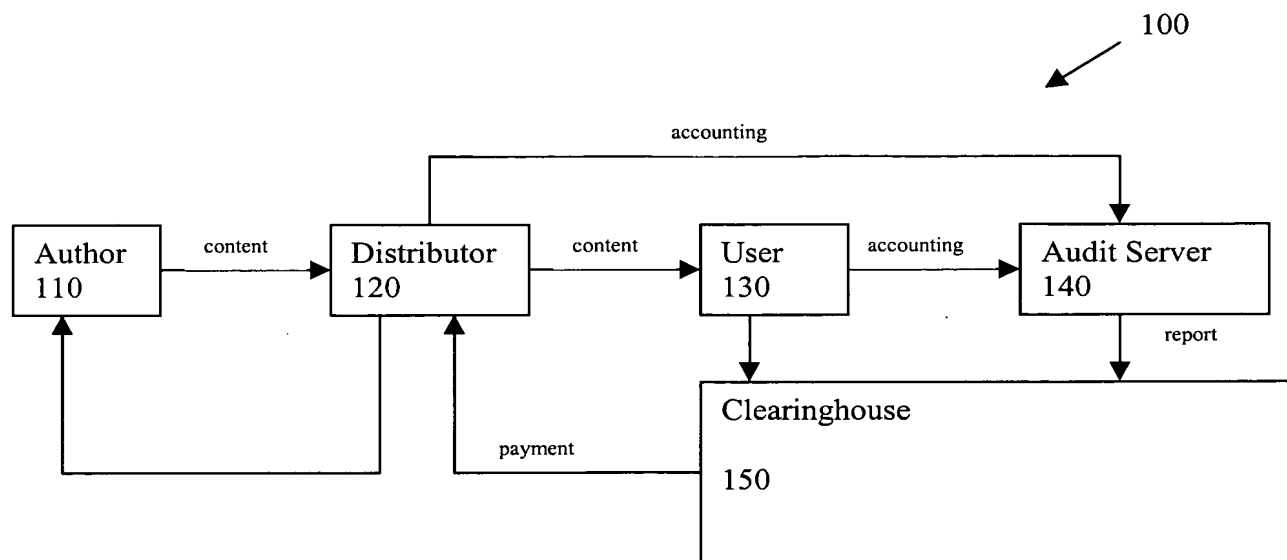 100
accounting
Author
110
content
Distributor
120
content
User
130
accounting
Audit Server
140
report
Clearinghouse
payment
150